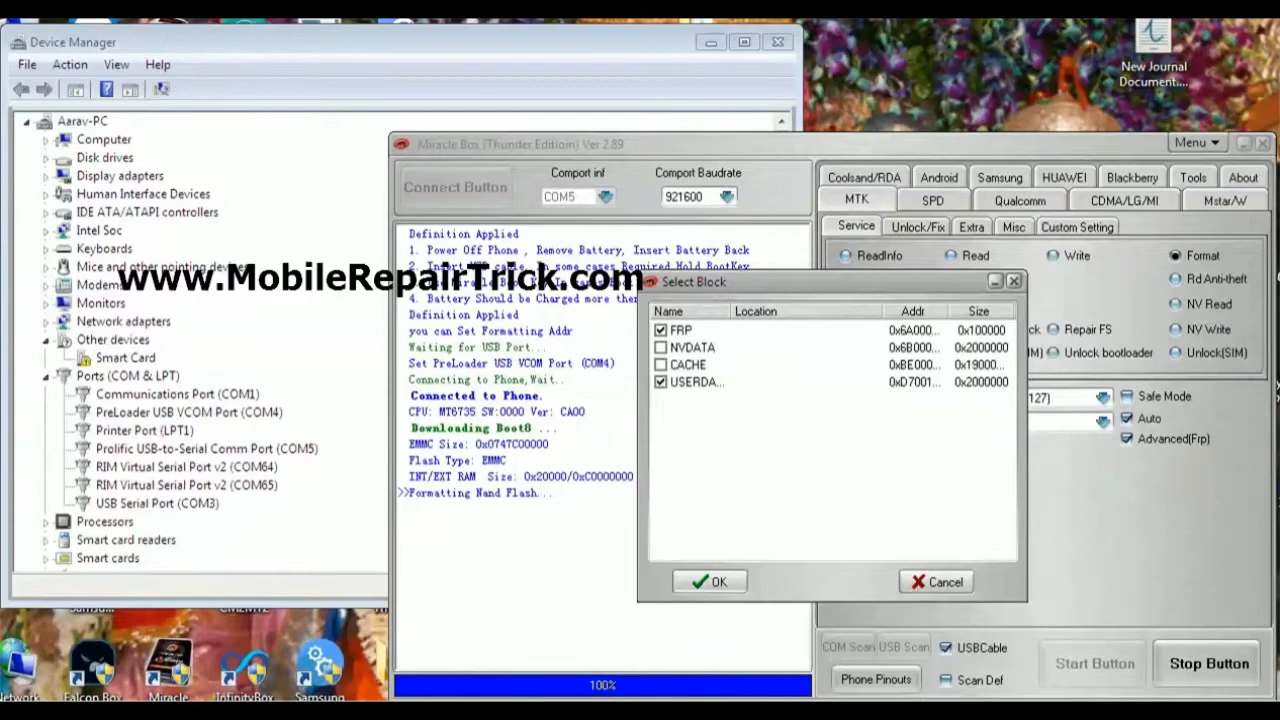 Device Manager
File Action View Help
Aarav-PC
Computer
Disk drives
Display adapters
Human Interface Devices
IDE ATA/ATAPI controllers
Intel Soc
Keyboards
Mice and other pointing devices
Modems
Monitors
Network adapters
Other devices
Smart Card
Ports (COM & LPT)
Communications Port (COM1)
PreLoader USB VCOM Port (COM4)
Printer Port (LPT1)
Prolific USB-to-Serial Comm Port (COM5)
RIM Virtual Serial Port v2 (COM64)
RIM Virtual Serial Port v2 (COM65)
USB Serial Port (COM3)
Processors
Smart card readers
Smart cards
www.MobileRepairTrick.com
New Journal
Document....
Miracle Box (Thunder Edition) Ver 2.89
Menu
Connect Button
Comport inf
COM5
Comport Baudrate
921600
Definition Applied
1. Power Off Phone , Remove Battery, Insert Battery Back
2. Insert USB cable. In some cases Required Hold BootKey
4. Battery Should be Charged more
Definition Applied
you can Set Formatting Addr
Waiting for USB Port...
Set PreLoader USB VCOM Port (COM4)
Connecting to Phone,Wait..
Connected to Phone.
CPU: MT6735 SW:0000 Ver: CA00
Downloading Boot8 ...
EMMC Size: 0x0747C00000
Flash Type: EMMC
INT/EXT RAM Size: 0x20000/0xC0000000
>>Formatting Nand Flash...
100%
Coolsand/RDA Android Samsung HUAWEI Blackberry Tools About
MTK SPD Qualcomm CDMA/LG/MI Mstar/W
Service Unlock/Fix Extra Misc Custom Setting
ReadInfo Read Write Format
Rd Anti-theft
NV Read
Repair FS NV Write
Unlock bootloader Unlock(SIM)
127) Safe Mode
Auto
Advanced(Frp)
Select Block
Name Location Addr Size
FRP 0x6A000... 0x100000
NVDATA 0x6B000... 0x2000000
CACHE 0xBE000... 0x19000...
USERDA... 0xD7001... 0x2000000
OK Cancel
COM Scan USB Scan USBCable
Phone Pinouts Scan Def
Start Button Stop Button
Network
Falcon Box
Miracle
InfinityBox
Samsung